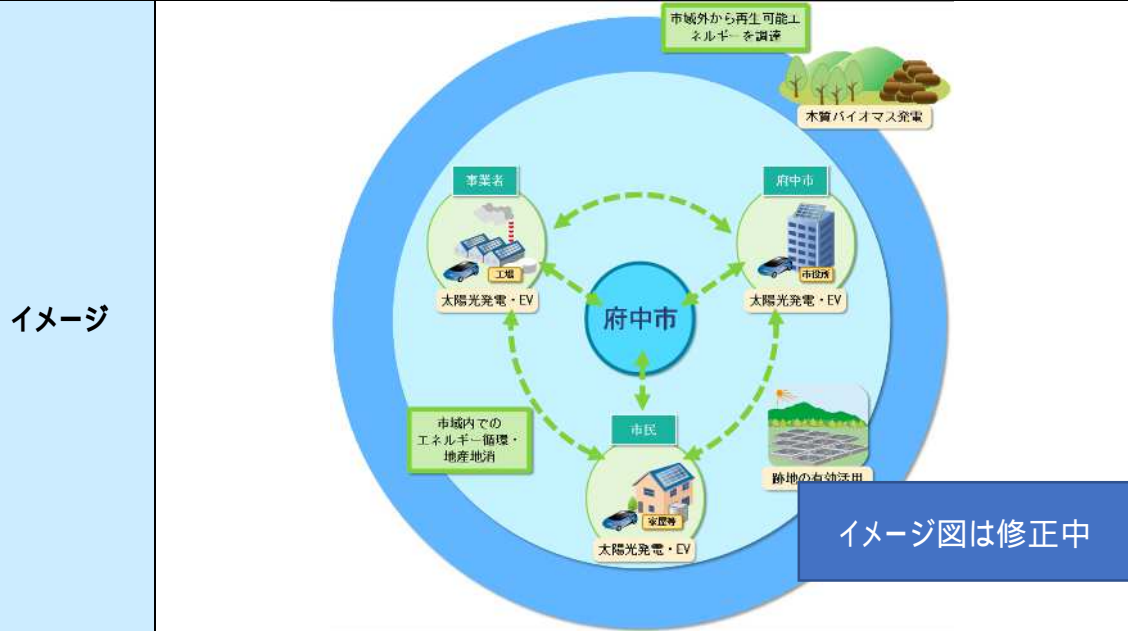 イメージ
市域外から再生可能エ
ネルギーを調達
木質バイオマス発電
事業者
工場
太陽光発電・EV
府中市
市役所
太陽光発電・EV
府中市
市域内での
エネルギー循環・
地産地消
市民
家屋等
太陽光発電・EV
跡地の有効活用
イメージ図は修正中